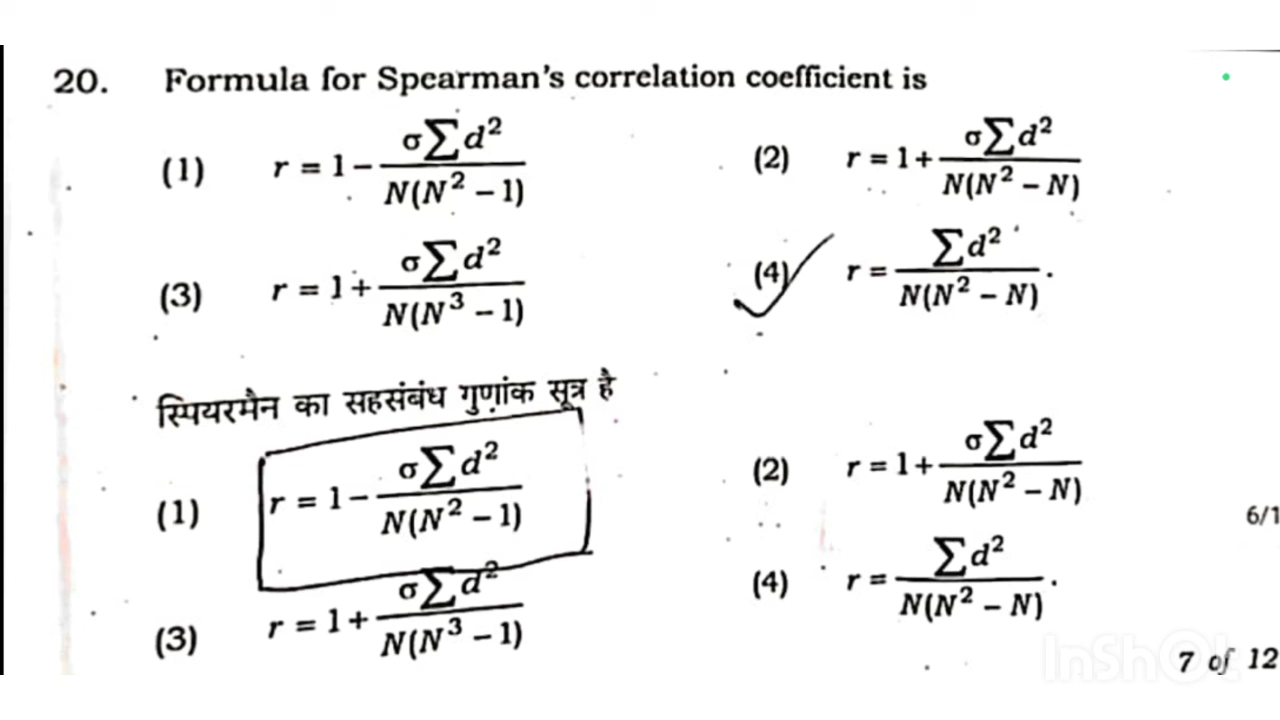 20. Formula for Spearman's correlation coefficient is
(1) r = 1 − σ∑d² / N(N² − 1) (2) r = 1 + σ∑d² / N(N² − N)
(3) r = 1 + σ∑d² / N(N³ − 1) (4) r = ∑d² / N(N² − N) .
स्पियरमैन का सहसंबंध गुणांक सूत्र है
(1) r = 1 − σ∑d² / N(N² − 1) (2) r = 1 + σ∑d² / N(N² − N)
6/1
(3) r = 1 + σ∑d² / N(N³ − 1) (4) r = ∑d² / N(N² − N) .
InShOt
7 of 12